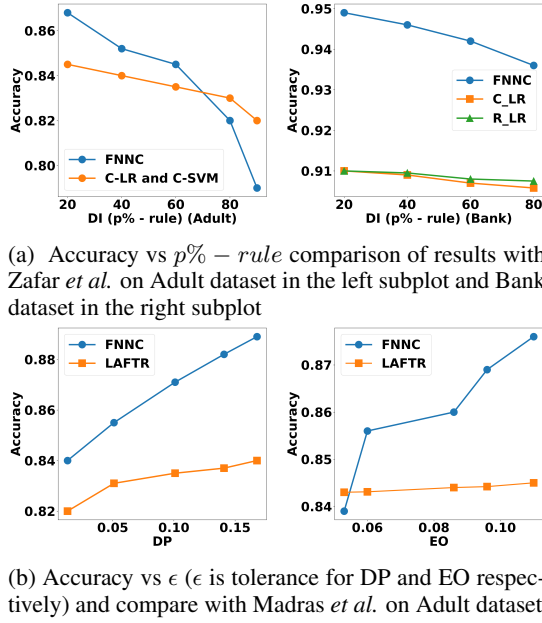 0.86
0.84
0.82
0.80
Accuracy
FNNC
C-LR and C-SVM
20 40 60 80
DI (p% - rule) (Adult)
0.95
0.94
0.93
0.92
0.91
Accuracy
FNNC
C_LR
R_LR
20 40 60 80
DI (p% - rule) (Bank)
(a) Accuracy vs p% − rule comparison of results with
Zafar et al. on Adult dataset in the left subplot and Bank
dataset in the right subplot
0.88
0.86
0.84
0.82
Accuracy
FNNC
LAFTR
0.05 0.10 0.15
DP
0.87
0.86
0.85
0.84
Accuracy
FNNC
LAFTR
0.06 0.08 0.10
EO
(b) Accuracy vs ϵ (ϵ is tolerance for DP and EO respec-
tively) and compare with Madras et al. on Adult dataset